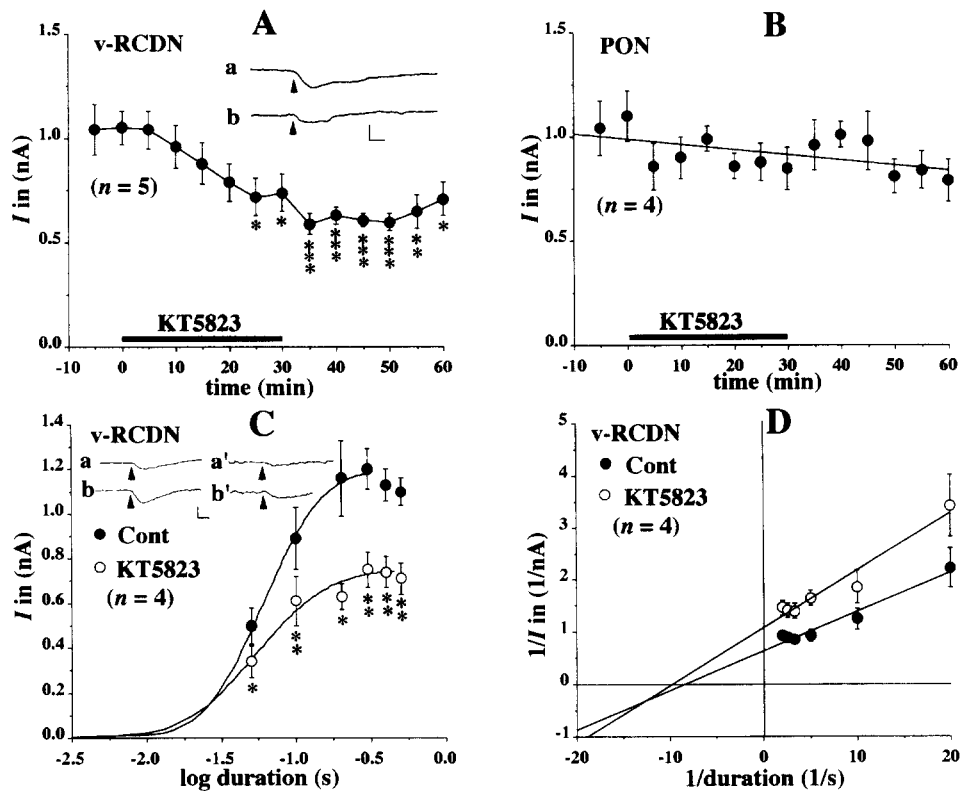 A
v-RCDN
a
b
(n = 5)
* * *** *** *** *** ** *
KT5823
I in (nA)
1.5
1.0
0.5
0.0
-10 0 10 20 30 40 50 60
time (min)
B
PON
(n = 4)
KT5823
I in (nA)
1.5
1.0
0.5
0.0
-10 0 10 20 30 40 50 60
time (min)
C
v-RCDN
a a'
b b'
Cont
KT5823
(n = 4)
* ** * ** ** **
I in (nA)
1.4
1.2
1.0
0.8
0.6
0.4
0.2
0.0
-2.5 -2.0 -1.5 -1.0 -0.5 0.0
log duration (s)
D
v-RCDN
Cont
KT5823
(n = 4)
1/I in (1/nA)
5
4
3
2
1
0
-1
-20 -10 0 10 20
1/duration (1/s)